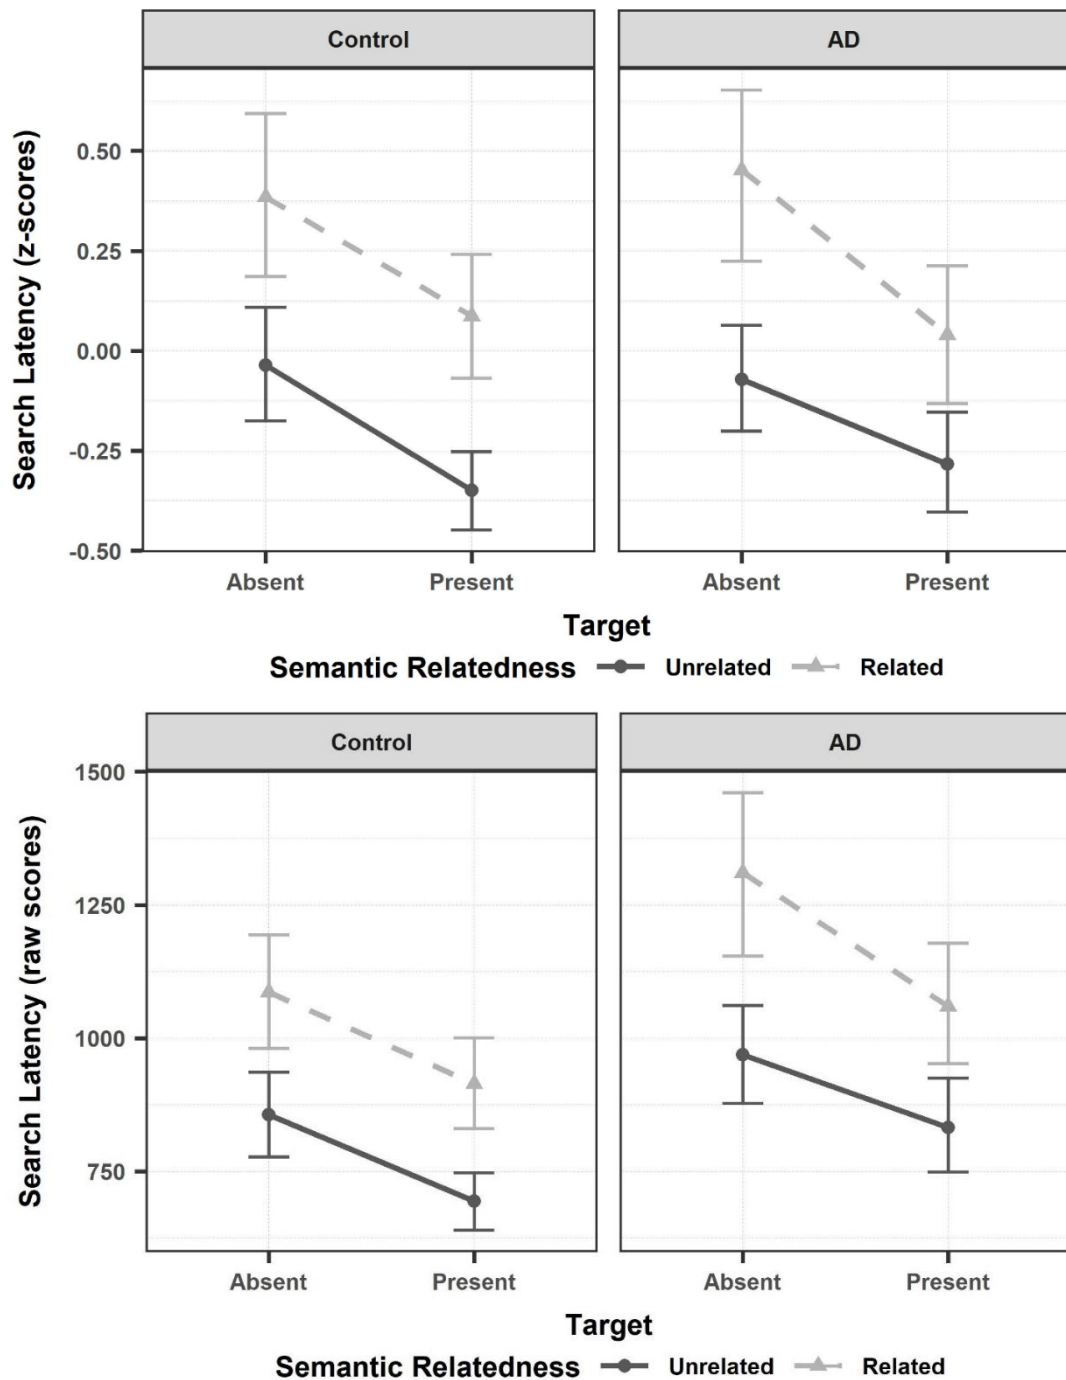 Control AD
Search Latency (z-scores)
0.50
0.25
0.00
-0.25
-0.50
Absent Present Absent Present
Target
Semantic Relatedness Unrelated Related
Control AD
Search Latency (raw scores)
1500
1250
1000
750
Absent Present Absent Present
Target
Semantic Relatedness Unrelated Related